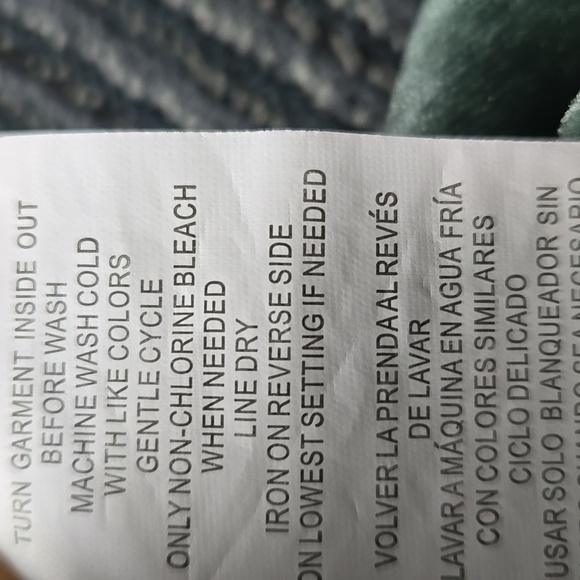 TURN GARMENT INSIDE OUT
BEFORE WASH
MACHINE WASH COLD
WITH LIKE COLORS
GENTLE CYCLE
ONLY NON-CHLORINE BLEACH
WHEN NEEDED
LINE DRY
IRON ON REVERSE SIDE
ON LOWEST SETTING IF NEEDED
VOLVER LA PRENDA AL REVÉS
DE LAVAR
LAVAR A MÁQUINA EN AGUA FRÍA
CON COLORES SIMILARES
CICLO DELICADO
USAR SOLO BLANQUEADOR SIN
NECESARIO